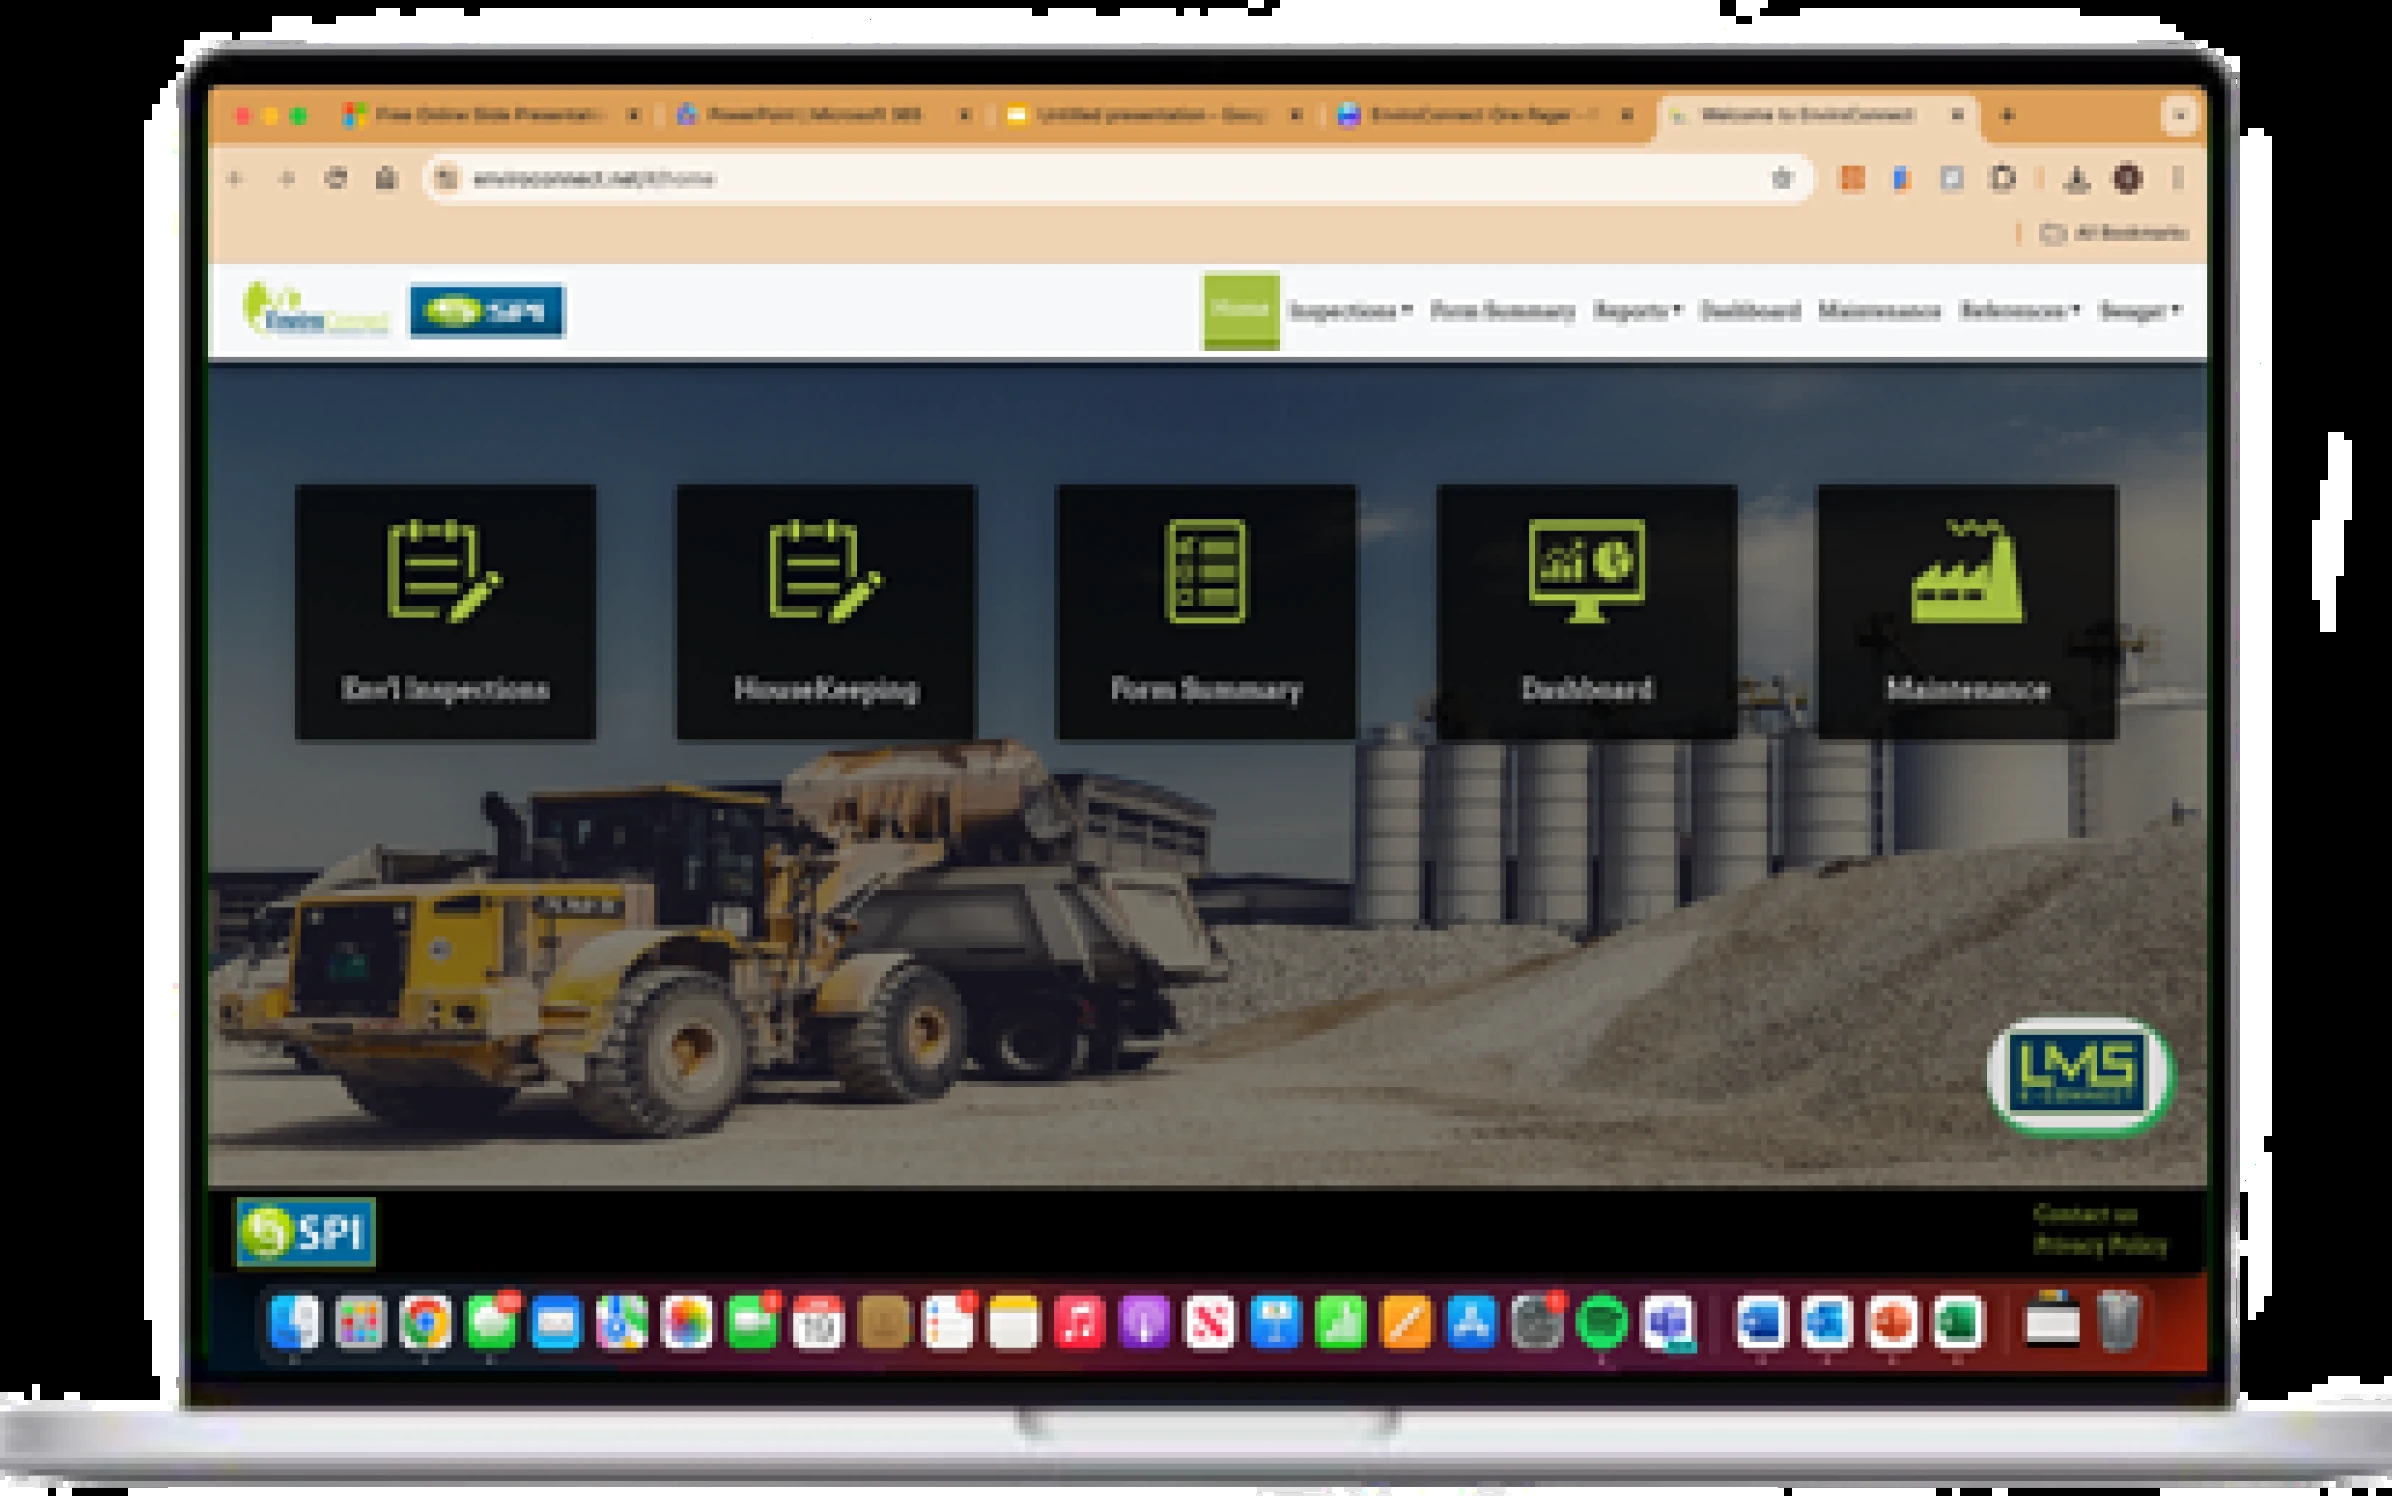 Free Online Slide Presentati
PowerPoint | Microsoft 365
Untitled presentation - Goog
EnviroConnect One Pager -
Welcome to EnviroConnect
enviroconnect.net/#/home
All Bookmarks
EnviroConnect
SPI
Home
Inspections
Form Summary
Reports
Dashboard
Maintenance
References
Env'l Inspections
HouseKeeping
Form Summary
Dashboard
Maintenance
LMS
E-CONNECT
SPI
Contact us
Privacy Policy